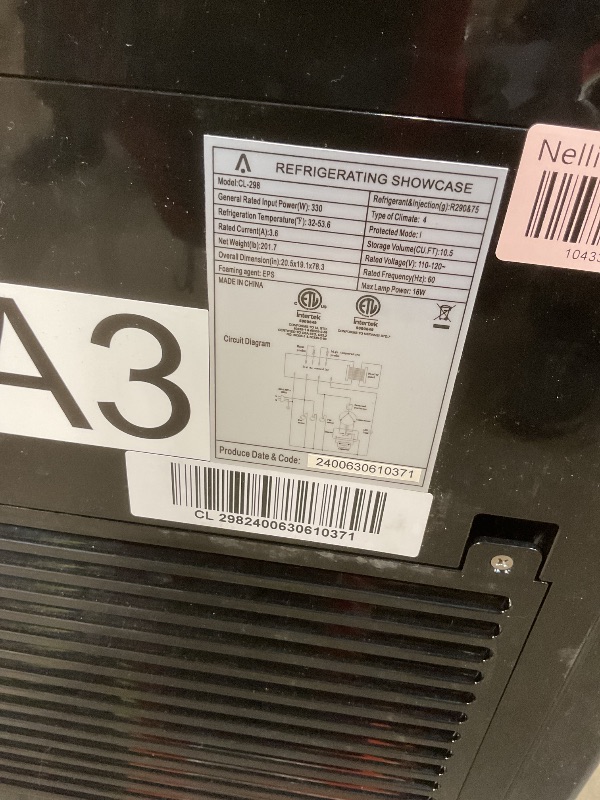 REFRIGERATING SHOWCASE
Model:CL-298
General Rated Input Power(W): 330
Refrigeration Temperature(°F): 32-53.6
Rated Current(A):3.6
Net Weight(lb):201.7
Overall Dimension(in):20.5x19.1x78.3
Foaming agent: EPS
MADE IN CHINA
Refrigerant&Injection(g):R290&75
Type of Climate: 4
Protected Mode: I
Storage Volume(CU.FT):10.5
Rated Voltage(V): 110-120~
Rated Frequency(Hz): 60
Max Lamp Power: 16W
ETL
Intertek
ETL
Intertek
Circuit Diagram
Produce Date & Code: 2400630610371
CL 2982400630610371
A3
Nelli
1043